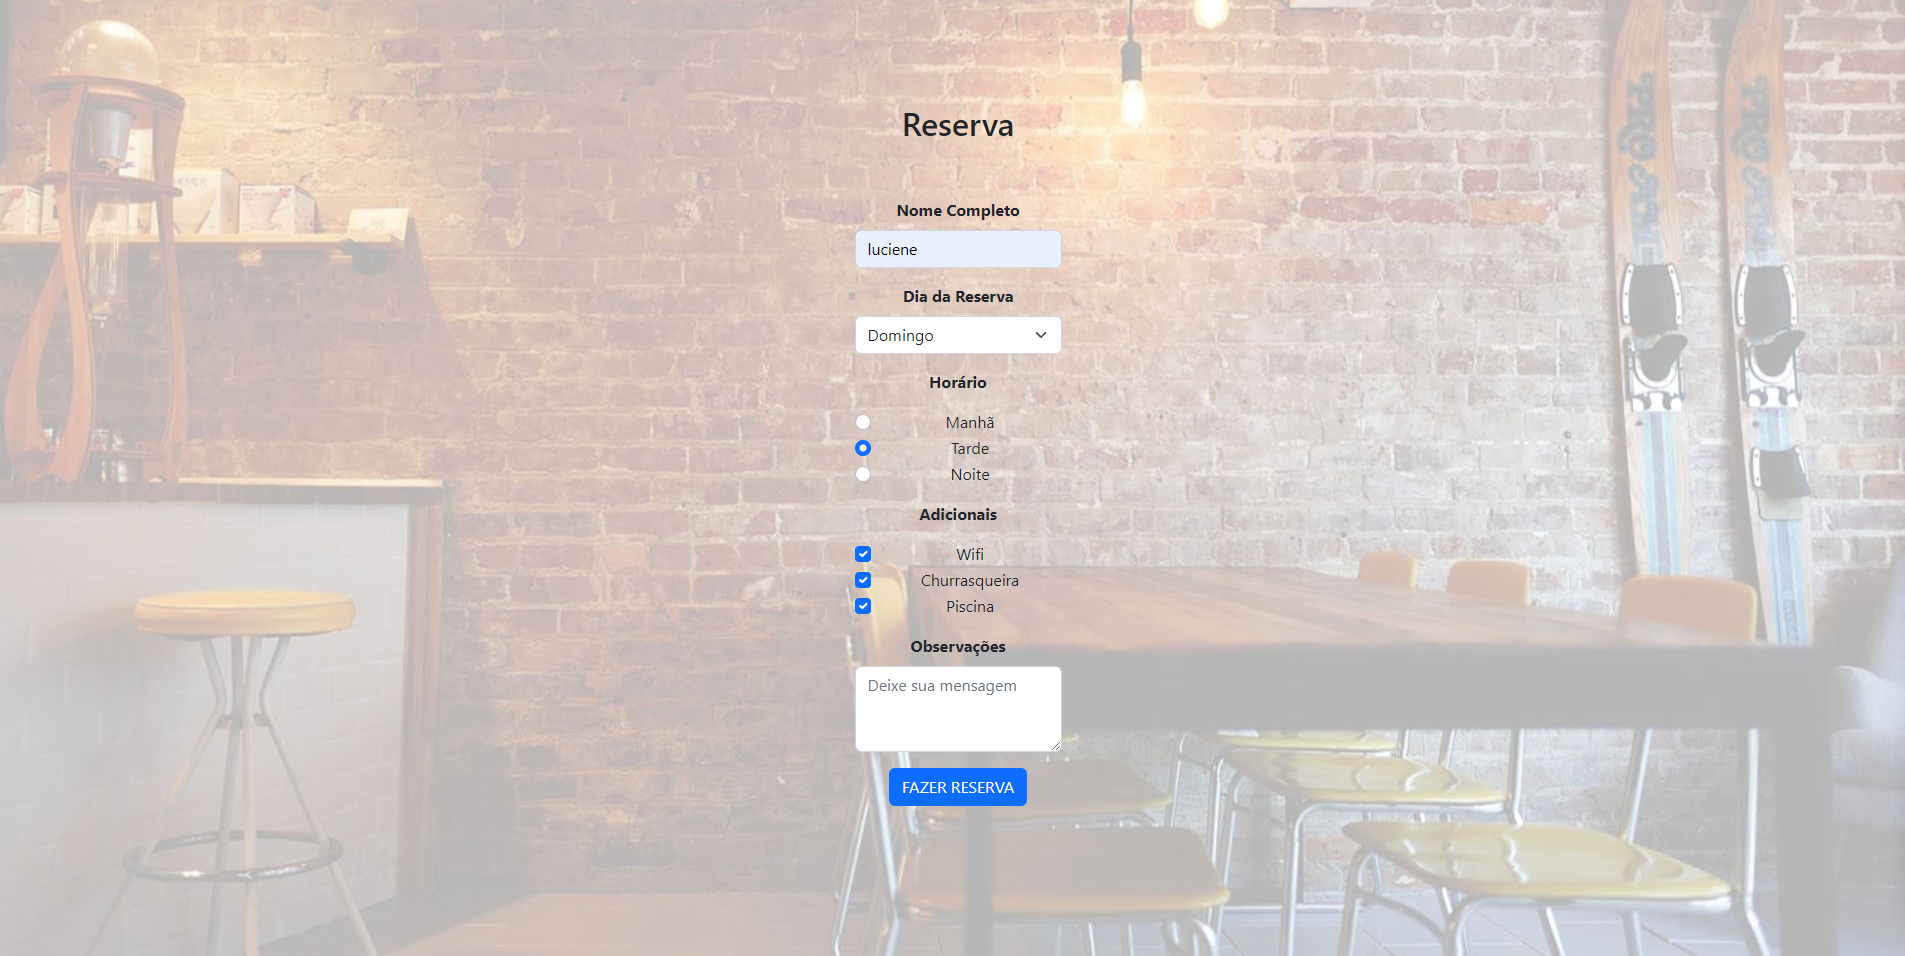 Reserva
Nome Completo
luciene
Dia da Reserva
Domingo
Horário
Manhã
Tarde
Noite
Adicionais
Wifi
Churrasqueira
Piscina
Observações
Deixe sua mensagem
FAZER RESERVA